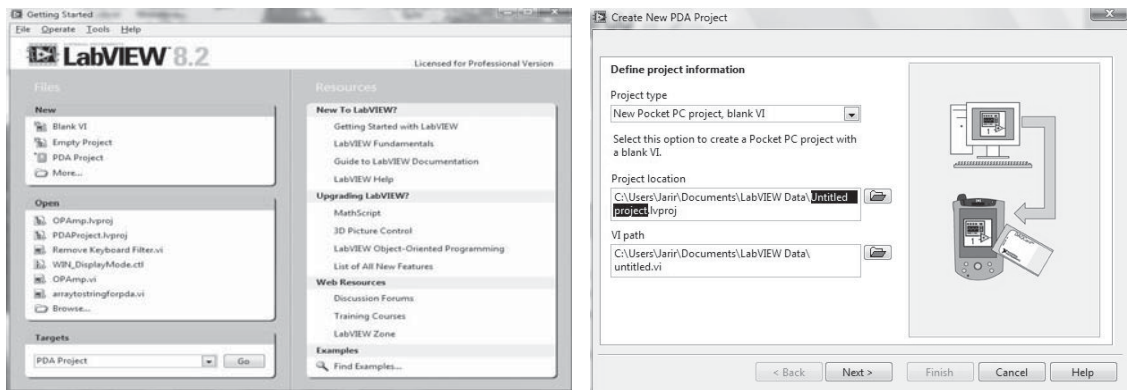 Getting Started
File Operate Tools Help
LabVIEW 8.2
Licensed for Professional Version
Files
New
Blank VI
Empty Project
PDA Project
More...
Open
OPAmp.lvproj
PDAProject.lvproj
Remove Keyboard Filter.vi
WIN_DisplayMode.ctl
OPAmp.vi
arraytostringforpda.vi
Browse...
Targets
PDA Project
Go
Resources
New To LabVIEW?
Getting Started with LabVIEW
LabVIEW Fundamentals
Guide to LabVIEW Documentation
LabVIEW Help
Upgrading LabVIEW?
MathScript
3D Picture Control
LabVIEW Object-Oriented Programming
List of All New Features
Web Resources
Discussion Forums
Training Courses
LabVIEW Zone
Examples
Find Examples...
Create New PDA Project
Define project information
Project type
New Pocket PC project, blank VI
Select this option to create a Pocket PC project with
a blank VI.
Project location
C:\Users\Jarir\Documents\LabVIEW Data\Untitled
project.lvproj
VI path
C:\Users\Jarir\Documents\LabVIEW Data\
untitled.vi
1
1
< Back
Next >
Finish
Cancel
Help